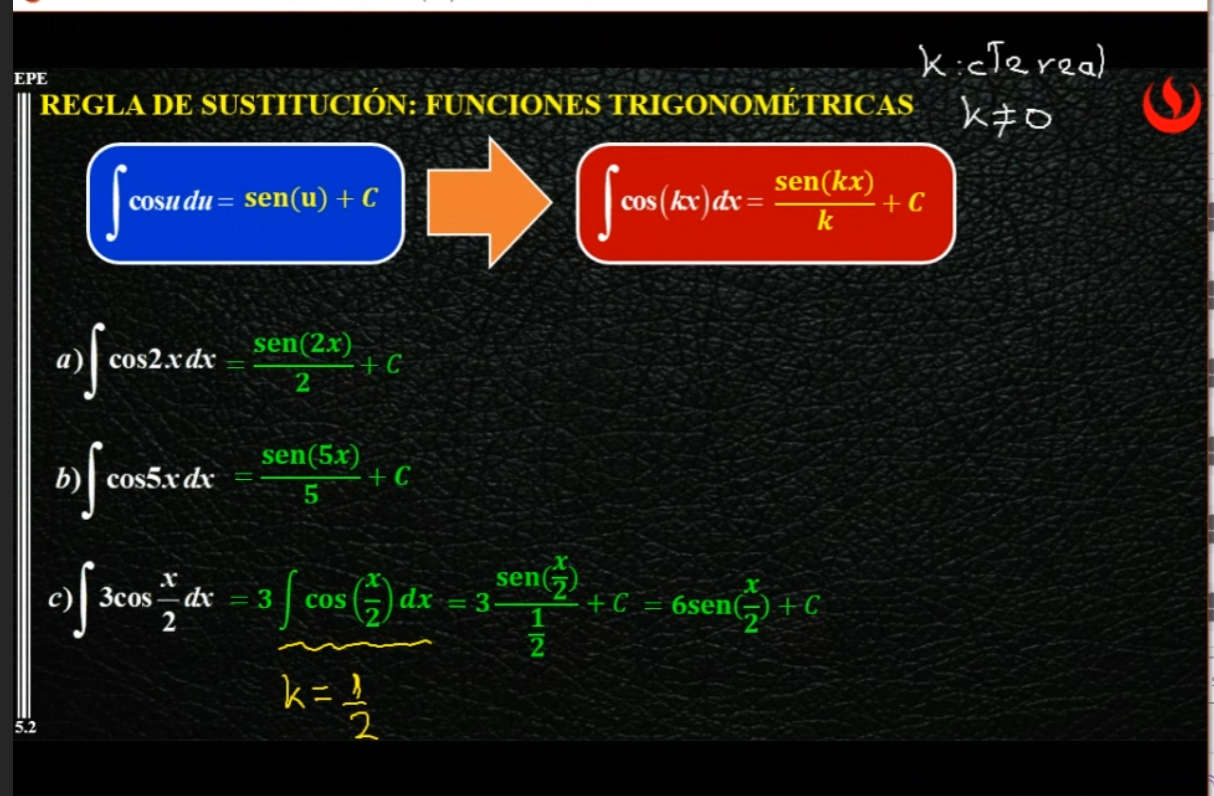 k: cte real
EPE
REGLA DE SUSTITUCIÓN: FUNCIONES TRIGONOMÉTRICAS
k ≠ 0
∫ cos u du = sen(u) + C
∫ cos(kx) dx = sen(kx)/k + C
a) ∫ cos2x dx = sen(2x)/2 + C
b) ∫ cos5x dx = sen(5x)/5 + C
c) ∫ 3cos x/2 dx = 3 ∫ cos(x/2) dx = 3 sen(x/2)/(1/2) + C = 6sen(x/2) + C
k = 1/2
5.2